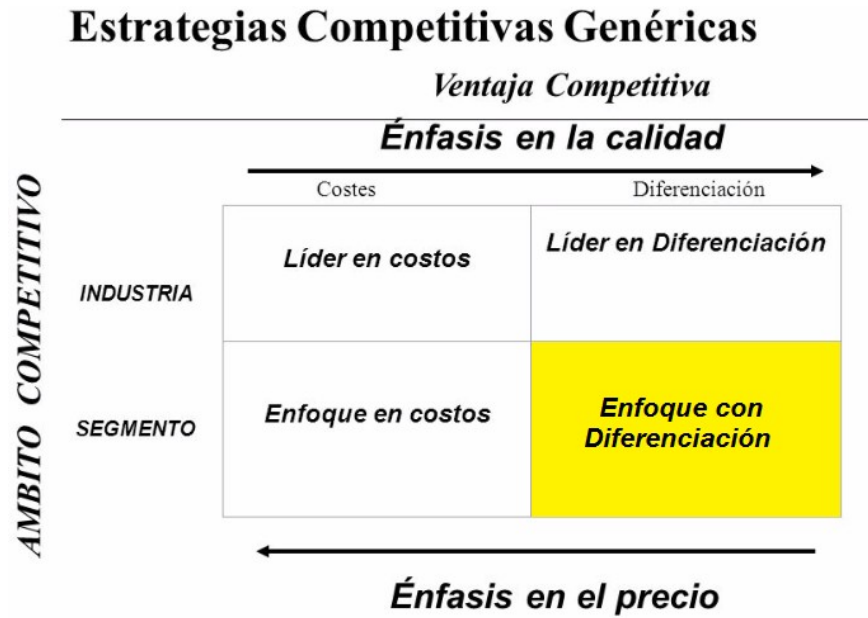 Estrategias Competitivas Genéricas
Ventaja Competitiva
Énfasis en la calidad
Costes
Diferenciación
AMBITO COMPETITIVO
INDUSTRIA
Líder en costos
Líder en Diferenciación
SEGMENTO
Enfoque en costos
Enfoque con
Diferenciación
Énfasis en el precio